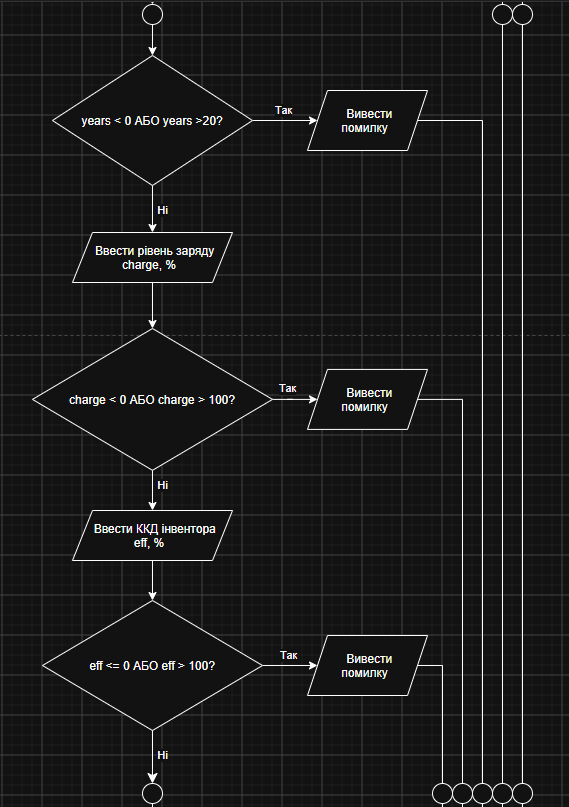 years < 0 АБО years >20?
Так
Вивести
помилку
Ні
Ввести рівень заряду
charge, %
charge < 0 АБО charge > 100?
Так
Вивести
помилку
Ні
Ввести ККД інвентора
eff, %
eff <= 0 АБО eff > 100?
Так
Вивести
помилку
Ні